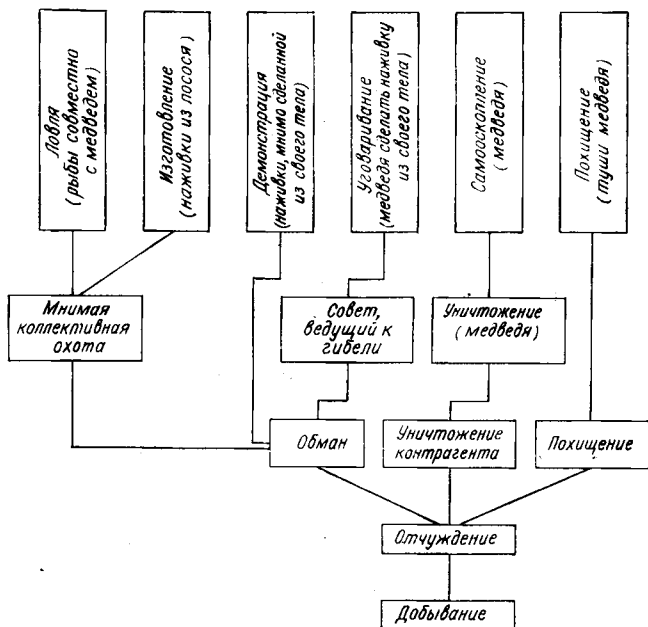 Ловля
(рыбы совместно
с медведем)
Изготовление
(наживки из лосося)
Демонстрация
(наживки, мнимо сделанной
из своего тела)
Уговаривание
(медведя сделать наживку
из своего тела)
Самооскопление
(медведя)
Похищение
(туши медведя)
Мнимая
коллективная
охота
Совет,
ведущий к
гибели
Уничтожение
(медведя)
Обман
Уничтожение
контрагента
Похищение
Отчуждение
Добывание